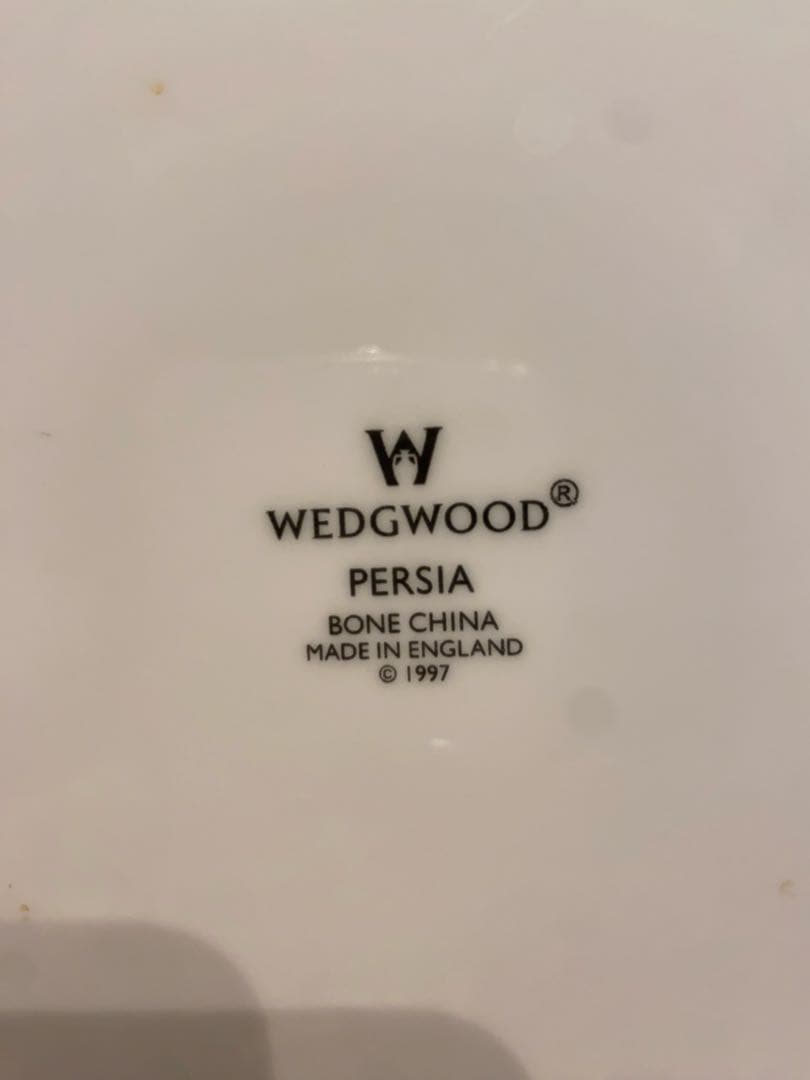 W
WEDGWOOD®
PERSIA
BONE CHINA
MADE IN ENGLAND
© 1997